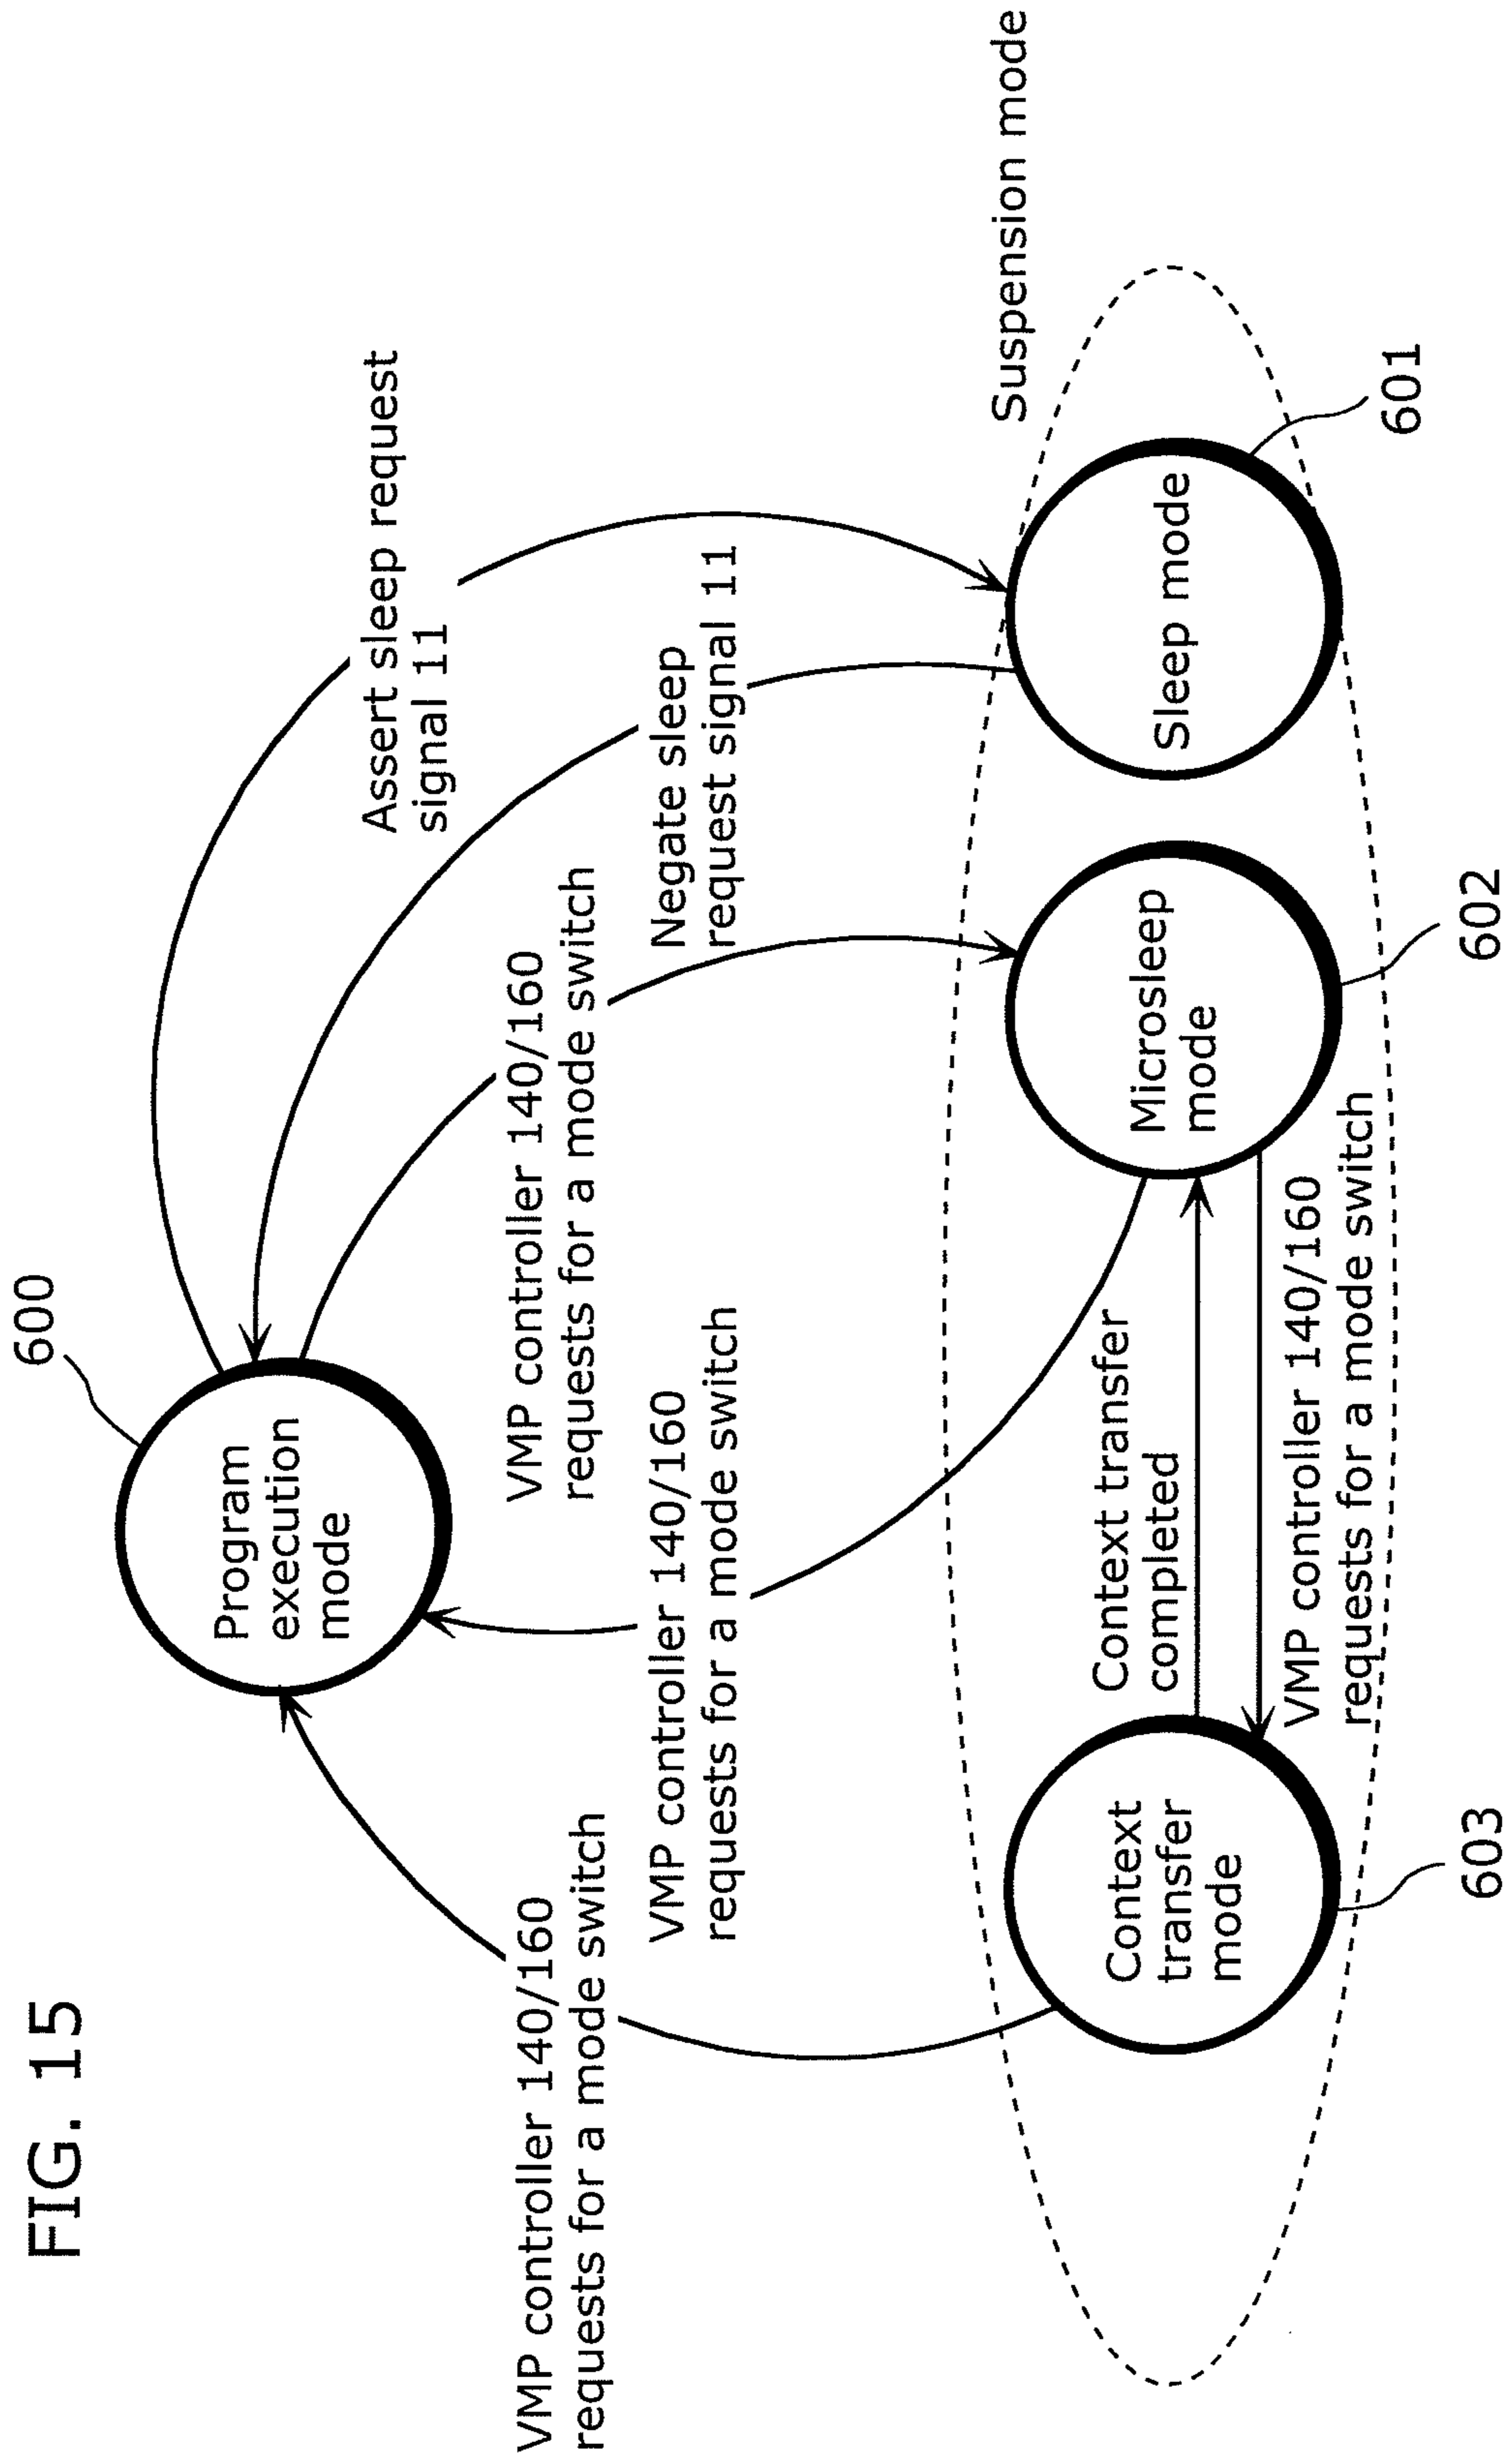 FIG. 15
600
Program
execution
mode
Assert sleep request
signal 11
Negate sleep
request signal 11
VMP controller 140/160
requests for a mode switch
VMP controller 140/160
requests for a mode switch
VMP controller 140/160
requests for a mode switch
Suspension mode
Context
transfer
mode
603
Context transfer
completed
VMP controller 140/160
requests for a mode switch
Microsleep
mode
602
Sleep mode
601